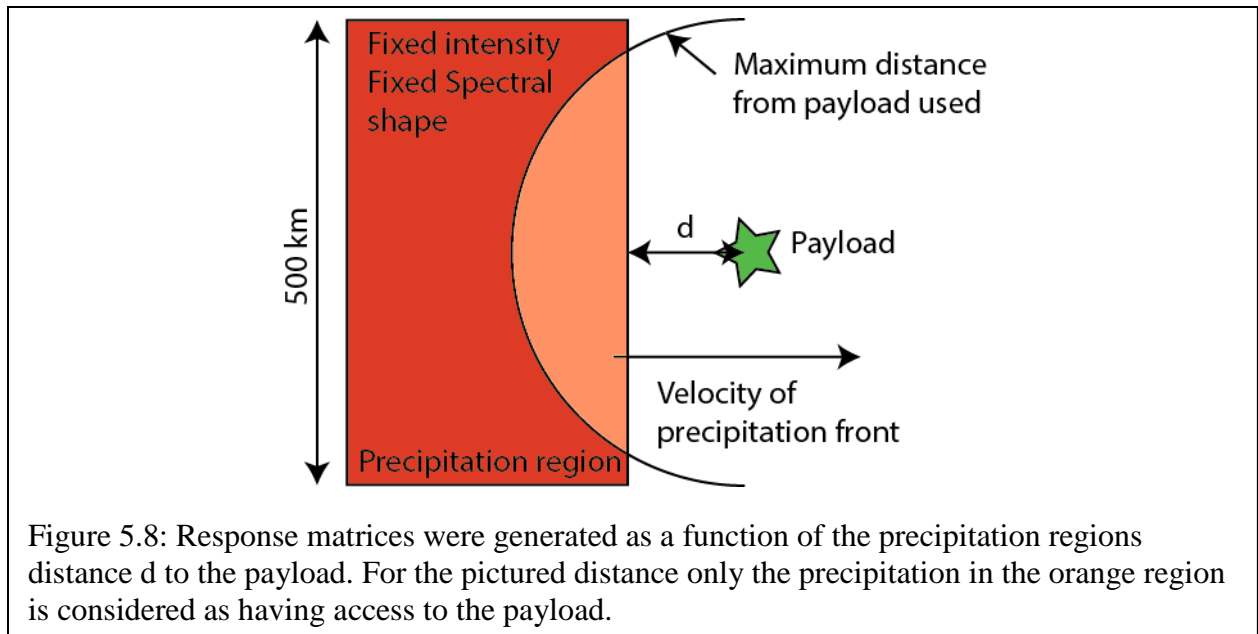 Fixed intensity
Fixed Spectral
shape
Maximum distance
from payload used
500 km
d
Payload
Velocity of
precipitation front
Precipitation region
Figure 5.8: Response matrices were generated as a function of the precipitation regions
distance d to the payload. For the pictured distance only the precipitation in the orange region
is considered as having access to the payload.